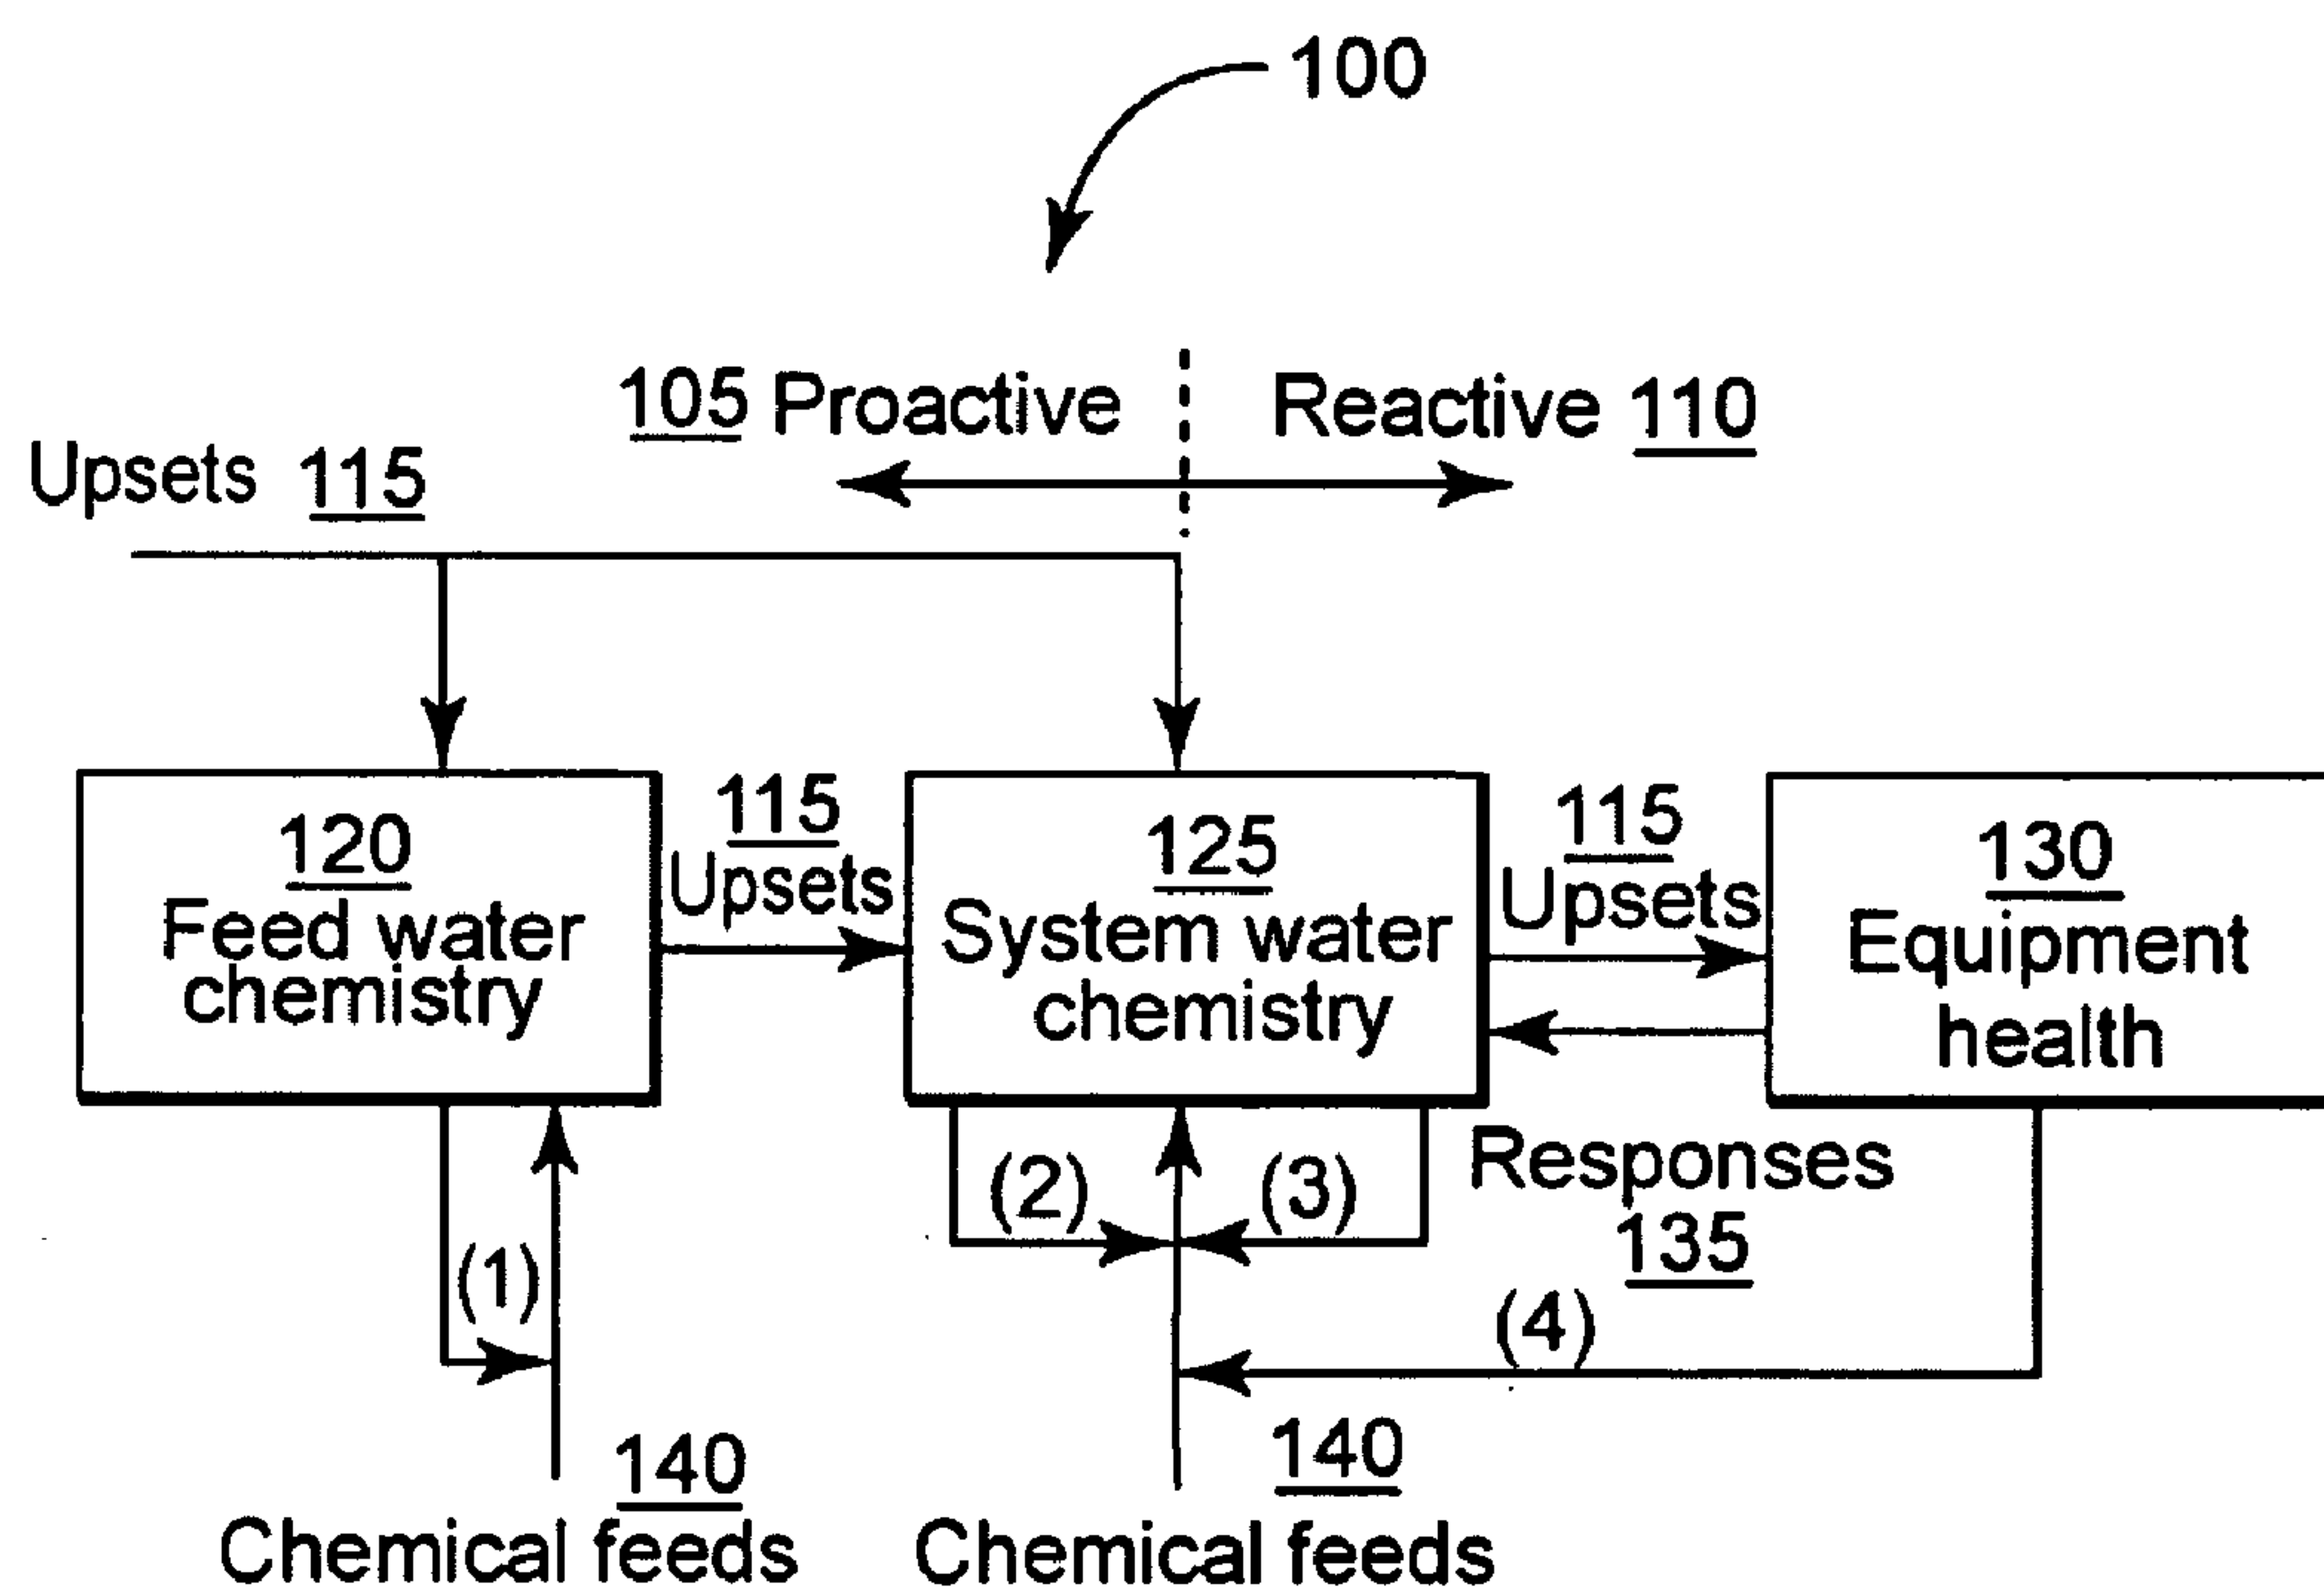 100
105 Proactive
Reactive 110
Upsets 115
120
Feed water
chemistry
115
Upsets
125
System water
chemistry
115
Upsets
130
Equipment
health
Responses
135
(1)
(2)
(3)
(4)
140
Chemical feeds
140
Chemical feeds